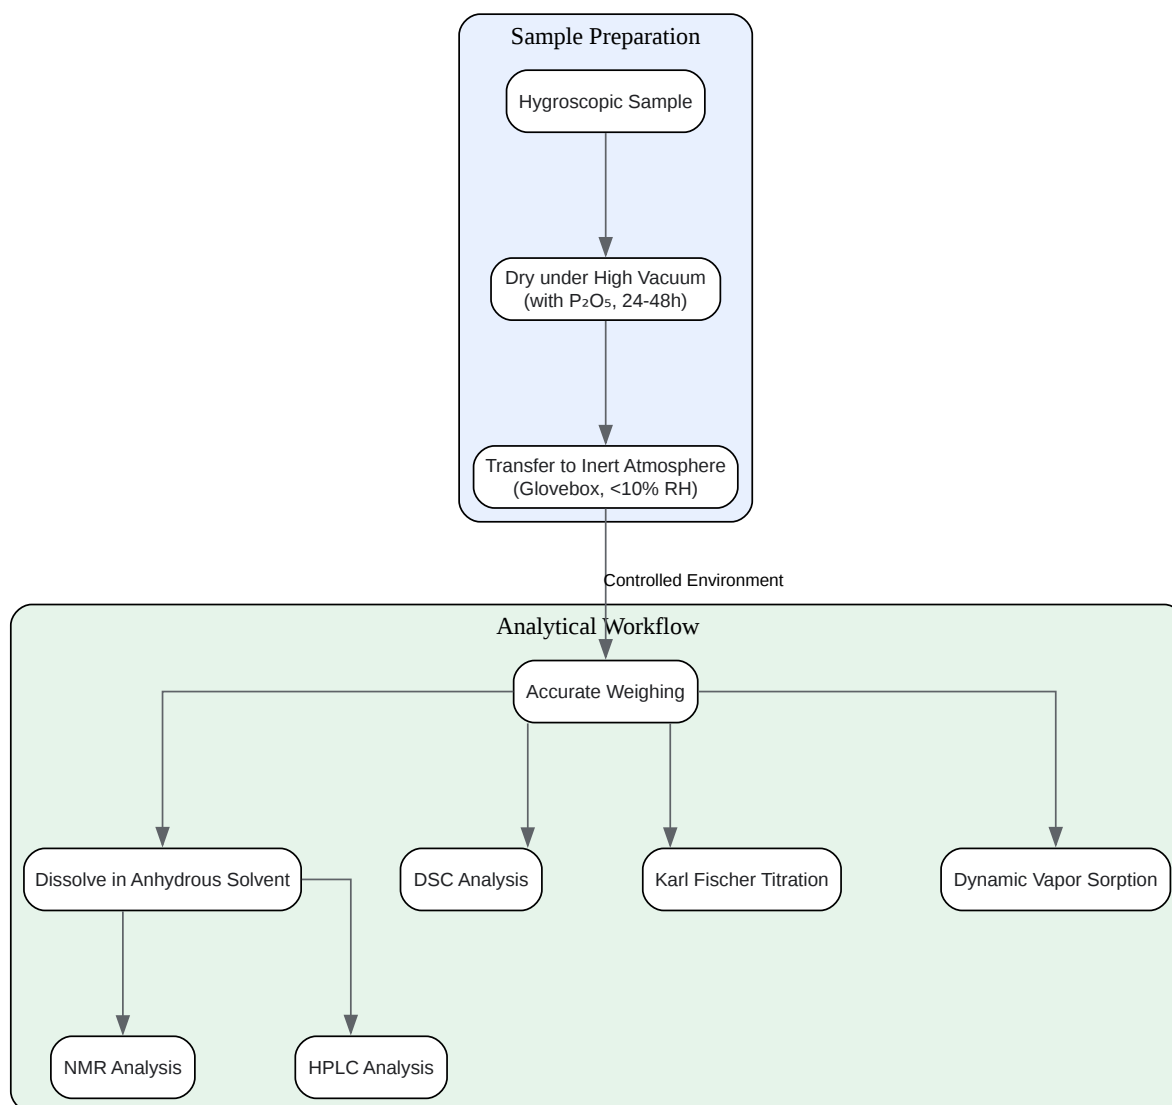 Sample Preparation
Hygroscopic Sample
Dry under High Vacuum
(with P₂O₅, 24-48h)
Transfer to Inert Atmosphere
(Glovebox, <10% RH)
Controlled Environment
Analytical Workflow
Accurate Weighing
Dissolve in Anhydrous Solvent
DSC Analysis
Karl Fischer Titration
Dynamic Vapor Sorption
NMR Analysis
HPLC Analysis